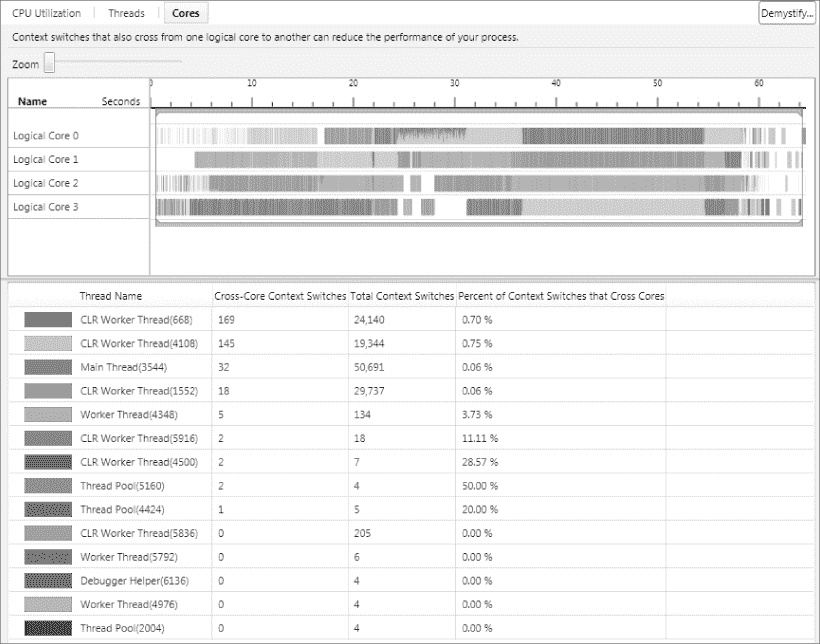 CPU Utilization Threads Cores Demystify...
Context switches that also cross from one logical core to another can reduce the performance of your process.
Zoom
Name Seconds 0 10 20 30 40 50 60
Logical Core 0
Logical Core 1
Logical Core 2
Logical Core 3
Thread Name Cross-Core Context Switches Total Context Switches Percent of Context Switches that Cross Cores
CLR Worker Thread(668) 169 24,140 0.70 %
CLR Worker Thread(4108) 145 19,344 0.75 %
Main Thread(3544) 32 50,691 0.06 %
CLR Worker Thread(1552) 18 29,737 0.06 %
Worker Thread(4348) 5 134 3.73 %
CLR Worker Thread(5916) 2 18 11.11 %
CLR Worker Thread(4500) 2 7 28.57 %
Thread Pool(5160) 2 4 50.00 %
Thread Pool(4424) 1 5 20.00 %
CLR Worker Thread(5836) 0 205 0.00 %
Worker Thread(5792) 0 6 0.00 %
Debugger Helper(6136) 0 4 0.00 %
Worker Thread(4976) 0 4 0.00 %
Thread Pool(2004) 0 4 0.00 %